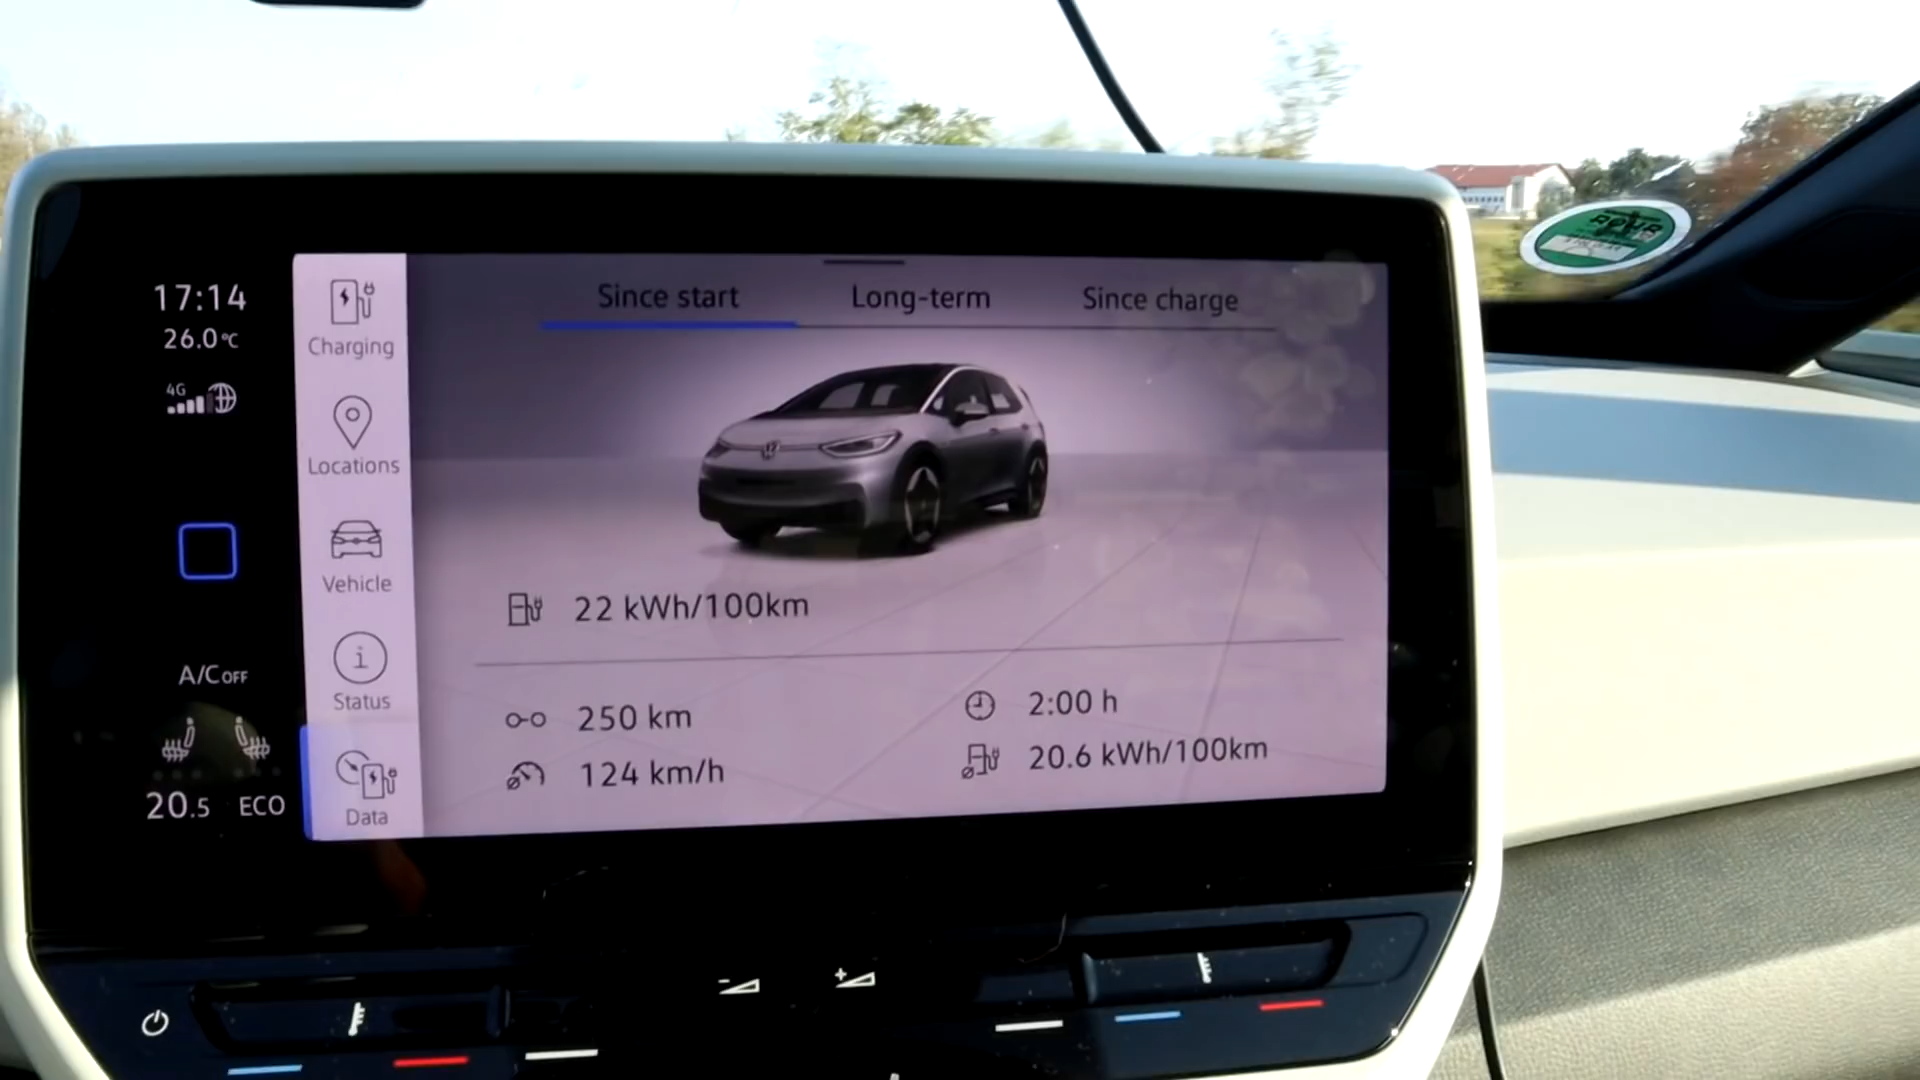 17:14
26.0°C
4G
A/C OFF
20.5 ECO
Charging
Locations
Vehicle
Status
Data
Since start
Long-term
Since charge
22 kWh/100km
250 km
2:00 h
124 km/h
20.6 kWh/100km